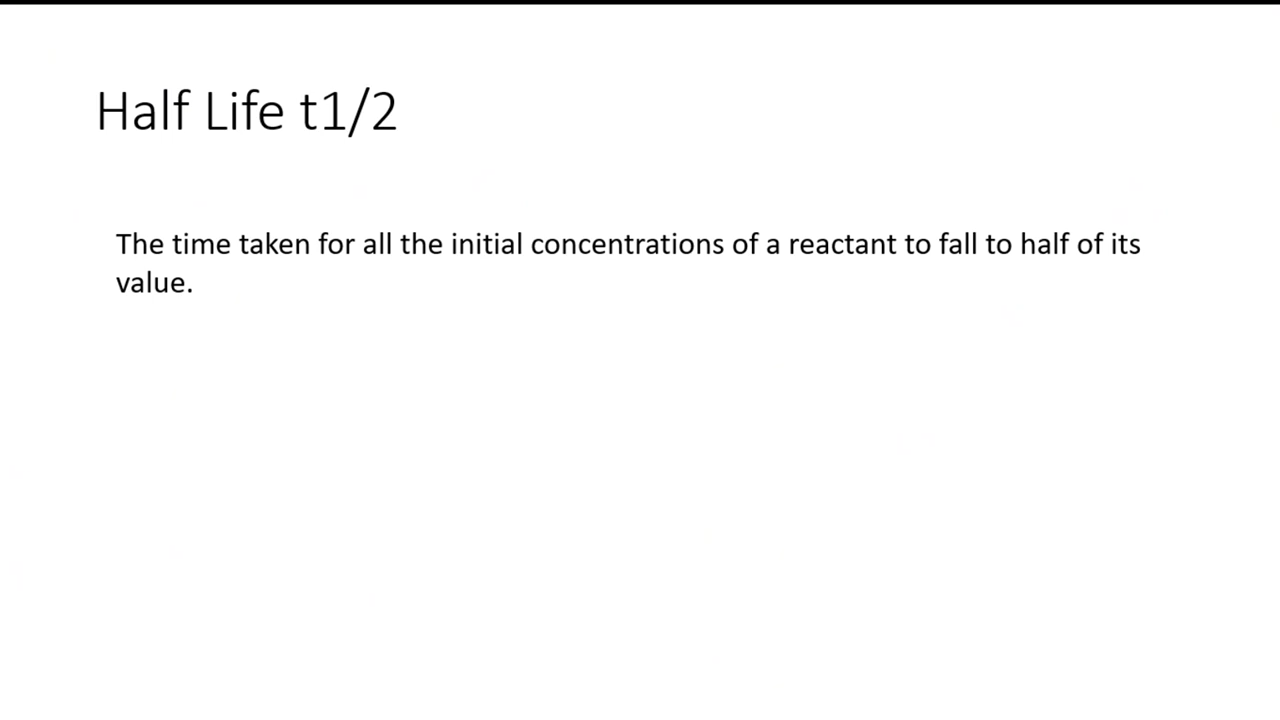 Half Life t1/2
The time taken for all the initial concentrations of a reactant to fall to half of its
value.